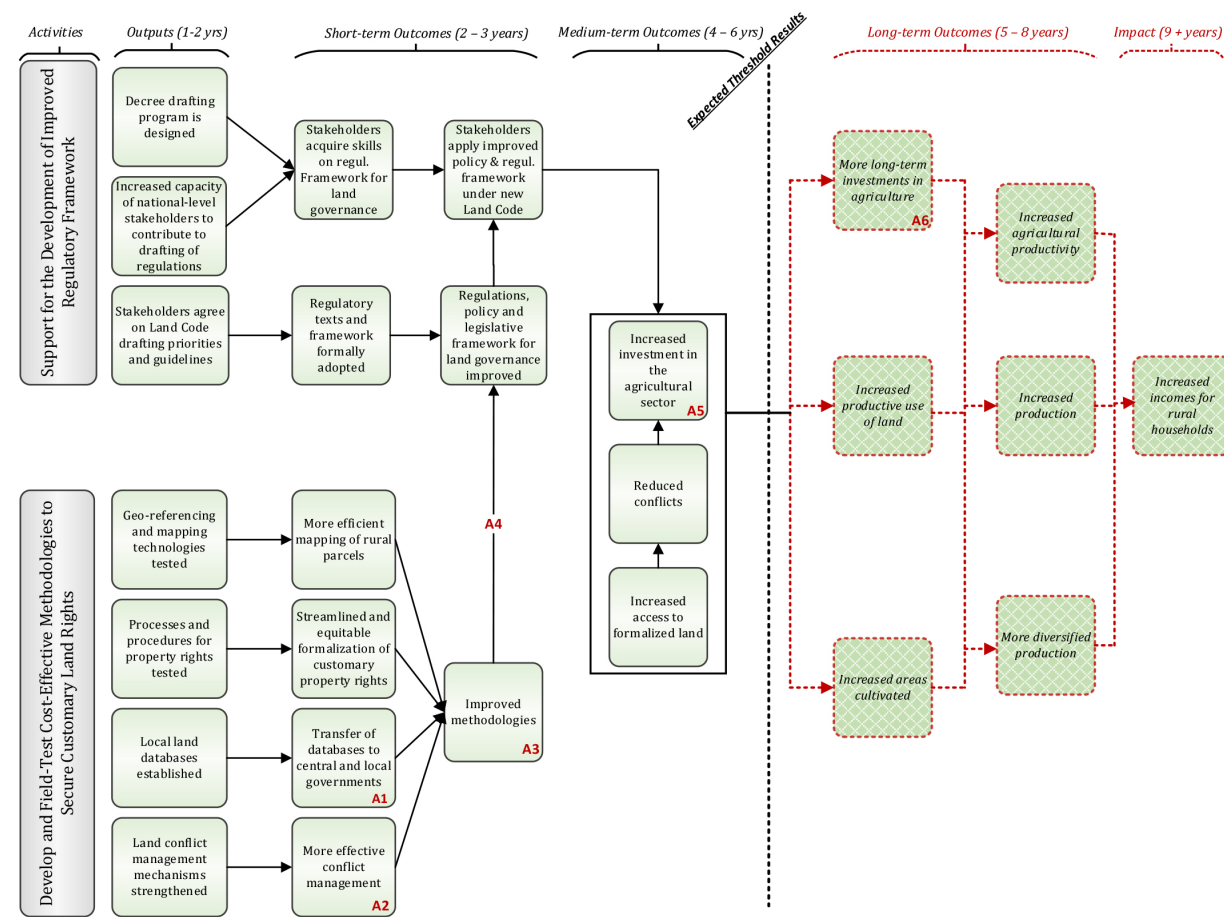 Activities
Outputs (1-2 yrs)
Short-term Outcomes (2 – 3 years)
Medium-term Outcomes (4 – 6 yrs)
Expected Threshold Results
Long-term Outcomes (5 – 8 years)
Impact (9 + years)
Support for the Development of Improved
Regulatory Framework
Decree drafting
program is
designed
Increased capacity
of national-level
stakeholders to
contribute to
drafting of
regulations
Stakeholders agree
on Land Code
drafting priorities
and guidelines
Stakeholders
acquire skills
on regul.
Framework for
land
governance
Regulatory
texts and
framework
formally
adopted
Stakeholders
apply improved
policy & regul.
framework
under new
Land Code
Regulations,
policy and
legislative
framework for
land governance
improved
Develop and Field-Test Cost-Effective Methodologies to
Secure Customary Land Rights
Geo-referencing
and mapping
technologies
tested
Processes and
procedures for
property rights
tested
Local land
databases
established
Land conflict
management
mechanisms
strengthened
More efficient
mapping of rural
parcels
Streamlined and
equitable
formalization of
customary
property rights
Transfer of
databases to
central and local
governments
A1
More effective
conflict
management
A2
A4
Improved
methodologies
A3
Increased
investment in
the
agricultural
sector
A5
Reduced
conflicts
Increased
access to
formalized land
More long-term
investments in
agriculture
A6
Increased
productive use
of land
Increased areas
cultivated
Increased
agricultural
productivity
Increased
production
More diversified
production
Increased
incomes for
rural
households